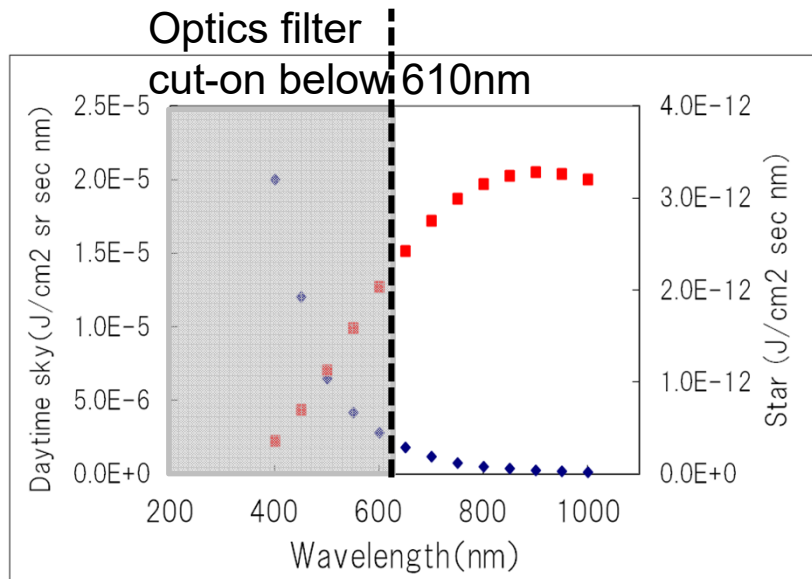 Optics filter
cut-on below 610nm
Daytime sky(J/cm2 sr sec nm)
2.5E-5
2.0E-5
1.5E-5
1.0E-5
5.0E-6
0.0E+0
4.0E-12
3.0E-12
2.0E-12
1.0E-12
0.0E+0
Star (J/cm2 sec nm)
200 400 600 800 1000
Wavelength(nm)